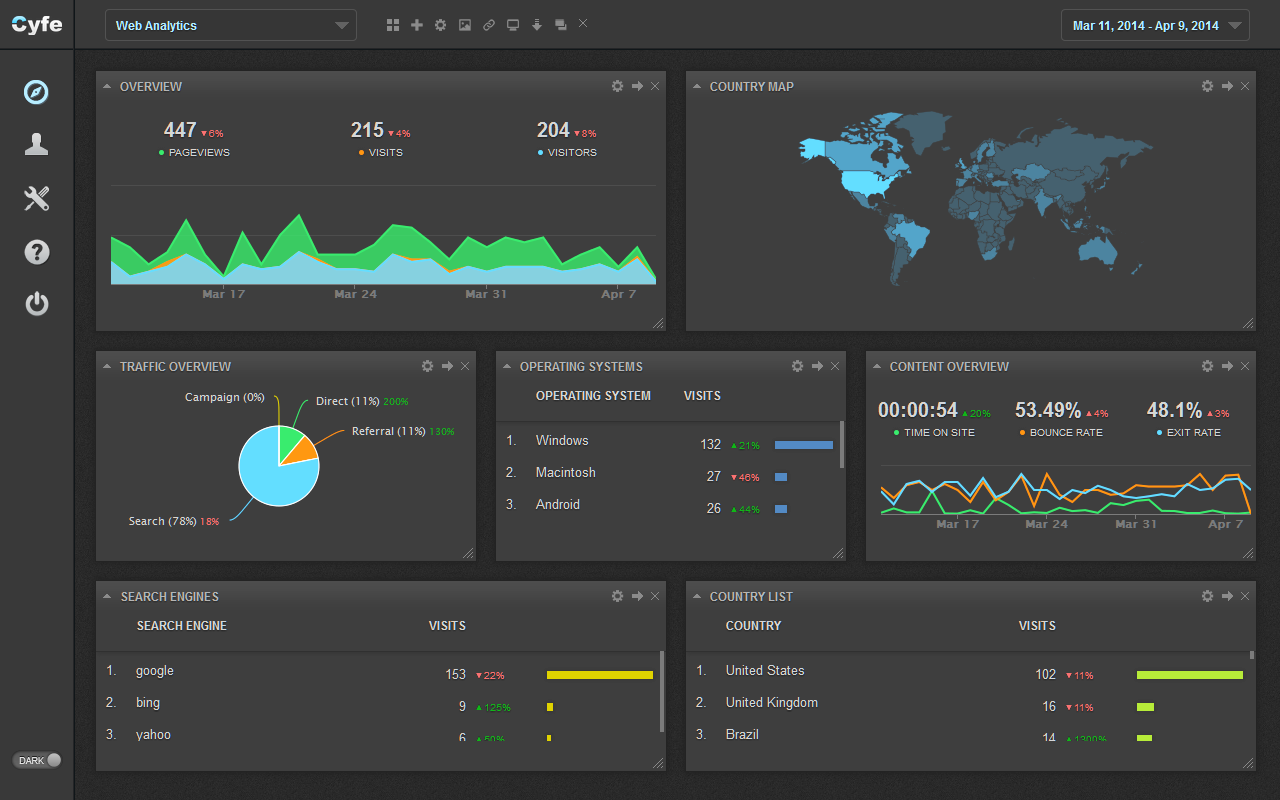 Cyfe
Web Analytics
Mar 11, 2014 - Apr 9, 2014
OVERVIEW
447 ▼6%
PAGEVIEWS
215 ▼4%
VISITS
204 ▼8%
VISITORS
Mar 17 Mar 24 Mar 31 Apr 7
COUNTRY MAP
TRAFFIC OVERVIEW
Campaign (0%)
Direct (11%) 200%
Referral (11%) 130%
Search (78%) 18%
OPERATING SYSTEMS
OPERATING SYSTEM VISITS
1. Windows 132 ▲21%
2. Macintosh 27 ▼46%
3. Android 26 ▲44%
CONTENT OVERVIEW
00:00:54 ▲20%
TIME ON SITE
53.49% ▲4%
BOUNCE RATE
48.1% ▲3%
EXIT RATE
Mar 17 Mar 24 Mar 31 Apr 7
SEARCH ENGINES
SEARCH ENGINE VISITS
1. google 153 ▼22%
2. bing 9 ▲125%
3. yahoo 6 ▲50%
COUNTRY LIST
COUNTRY VISITS
1. United States 102 ▼11%
2. United Kingdom 16 ▼11%
3. Brazil 14 ▲1300%
DARK